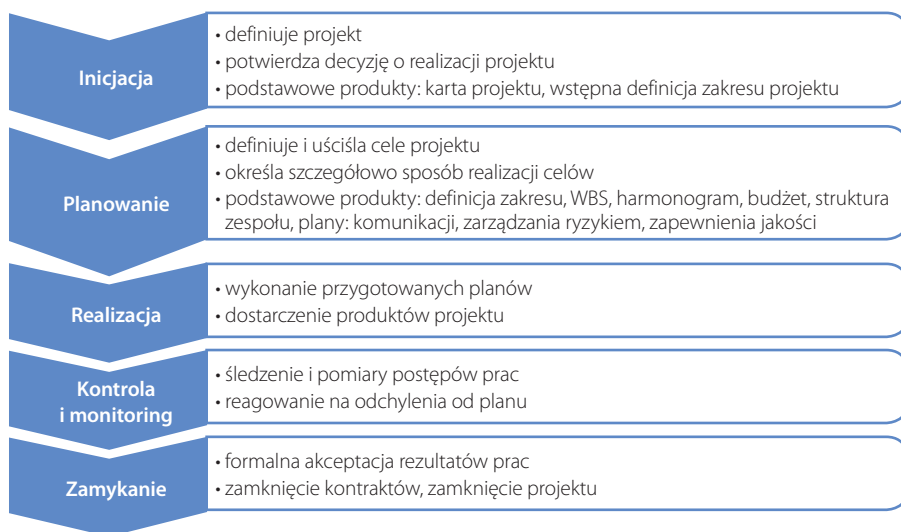 Inicjacja
• definiuje projekt
• potwierdza decyzję o realizacji projektu
• podstawowe produkty: karta projektu, wstępna definicja zakresu projektu
Planowanie
• definiuje i uściśla cele projektu
• określa szczegółowo sposób realizacji celów
• podstawowe produkty: definicja zakresu, WBS, harmonogram, budżet, struktura
zespołu, plany: komunikacji, zarządzania ryzykiem, zapewnienia jakości
Realizacja
• wykonanie przygotowanych planów
• dostarczenie produktów projektu
Kontrola
i monitoring
• śledzenie i pomiary postępów prac
• reagowanie na odchylenia od planu
Zamykanie
• formalna akceptacja rezultatów prac
• zamknięcie kontraktów, zamknięcie projektu